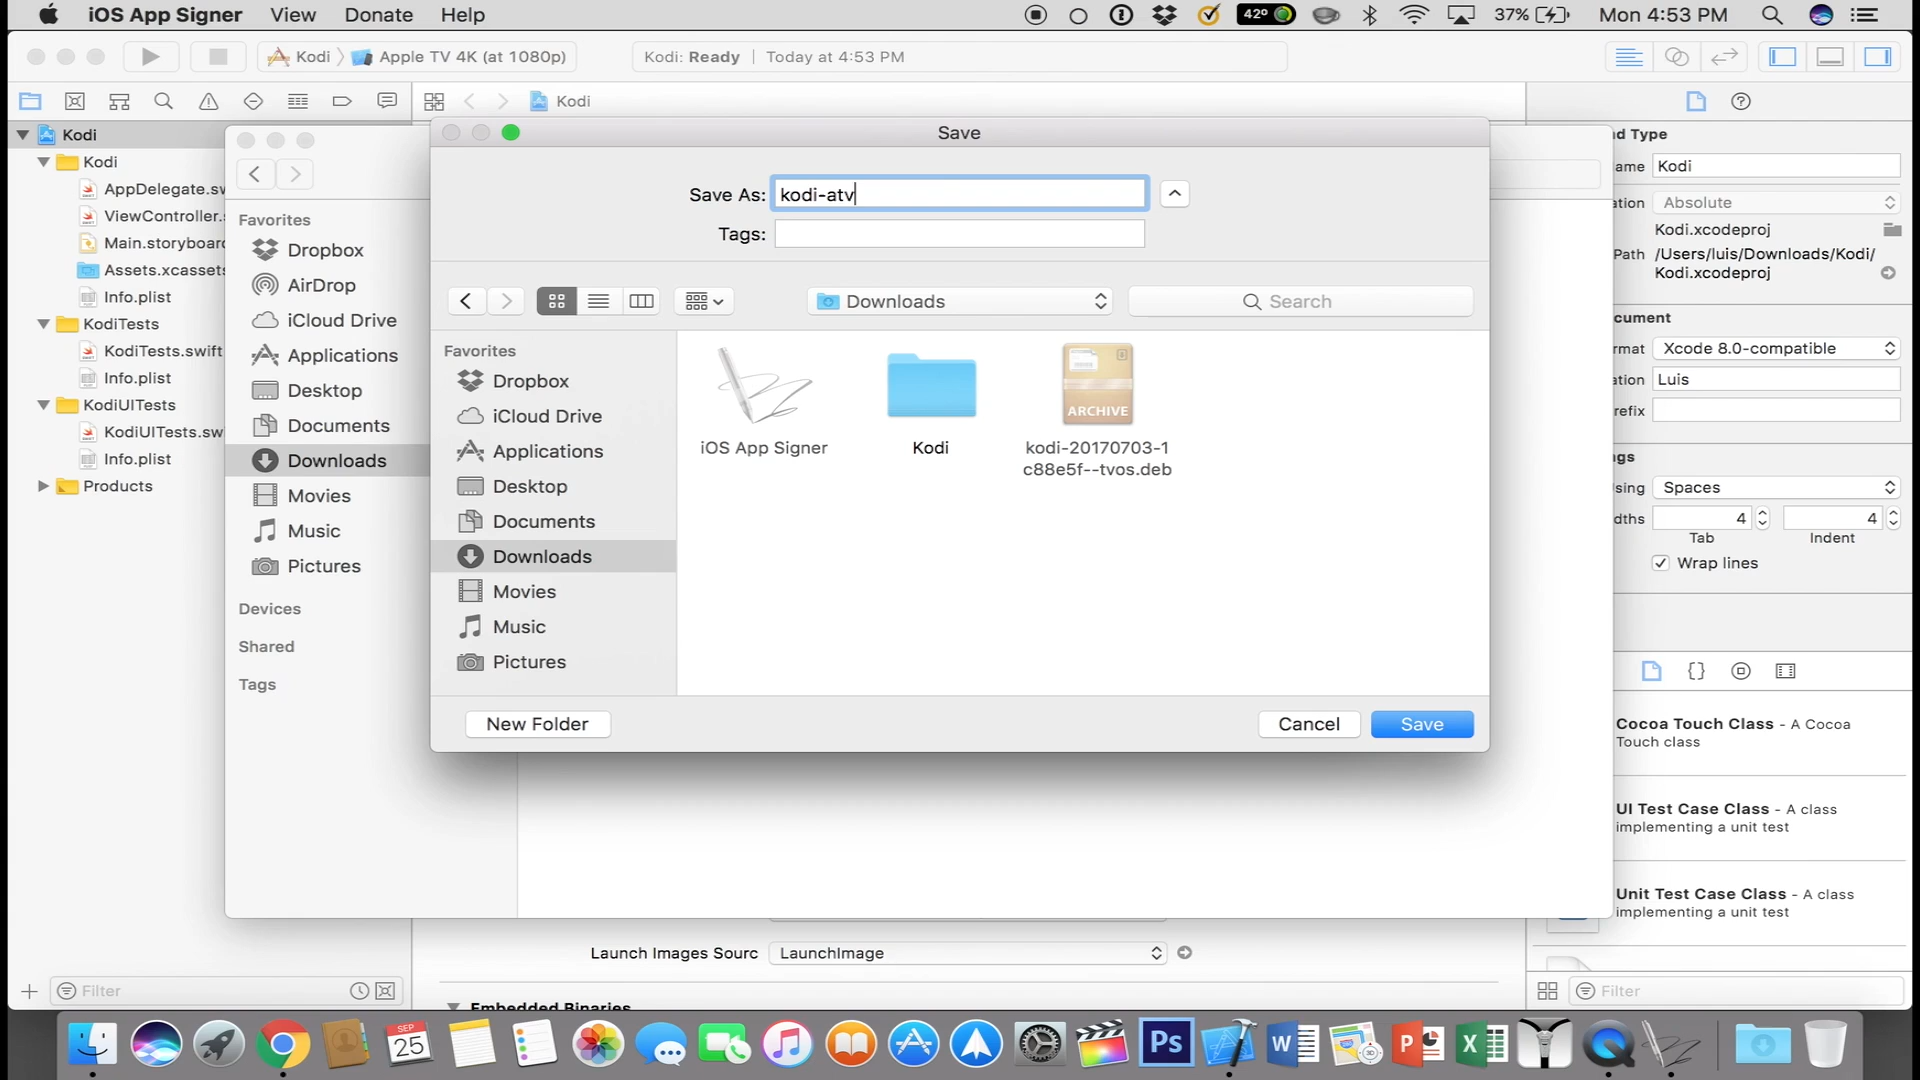 iOS App Signer View Donate Help
42º 37% Mon 4:53 PM
Kodi Apple TV 4K (at 1080p) Kodi: Ready Today at 4:53 PM
Kodi
Kodi
Kodi
AppDelegate.sw
ViewController.s
Main.storyboard
Assets.xcassets
Info.plist
KodiTests
KodiTests.swift
Info.plist
KodiUITests
KodiUITests.sw
Info.plist
Products
Filter
Favorites
Dropbox
AirDrop
iCloud Drive
Applications
Desktop
Documents
Downloads
Movies
Music
Pictures
Devices
Shared
Tags
Save
Save As: kodi-atv
Tags:
Downloads Search
Favorites
Dropbox
iCloud Drive
Applications
Desktop
Documents
Downloads
Movies
Music
Pictures
iOS App Signer
Kodi
ARCHIVE
kodi-20170703-1
c88e5f--tvos.deb
New Folder Cancel Save
Launch Images Sourc LaunchImage
Embedded Binaries
nd Type
ame Kodi
ation Absolute
Kodi.xcodeproj
Path /Users/luis/Downloads/Kodi/
Kodi.xcodeproj
cument
rmat Xcode 8.0-compatible
ation Luis
refix
ngs
sing Spaces
dths 4 4
Tab Indent
Wrap lines
Cocoa Touch Class - A Cocoa
Touch class
UI Test Case Class - A class
implementing a unit test
Unit Test Case Class - A class
implementing a unit test
Filter
SEP
25
Ps
W
P
X